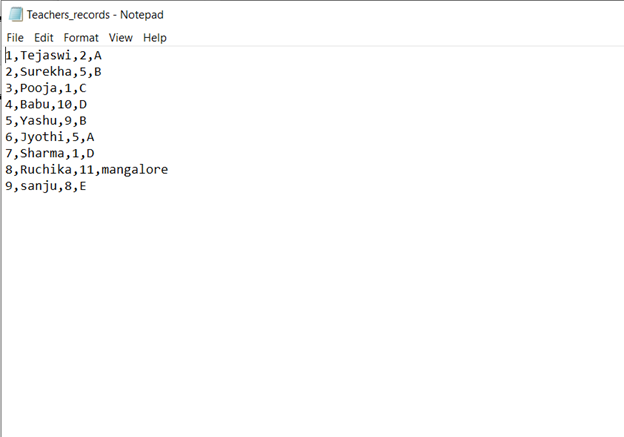 Teachers_records - Notepad
File Edit Format View Help
1,Tejaswi,2,A
2,Surekha,5,B
3,Pooja,1,C
4,Babu,10,D
5,Yashu,9,B
6,Jyothi,5,A
7,Sharma,1,D
8,Ruchika,11,mangalore
9,sanju,8,E